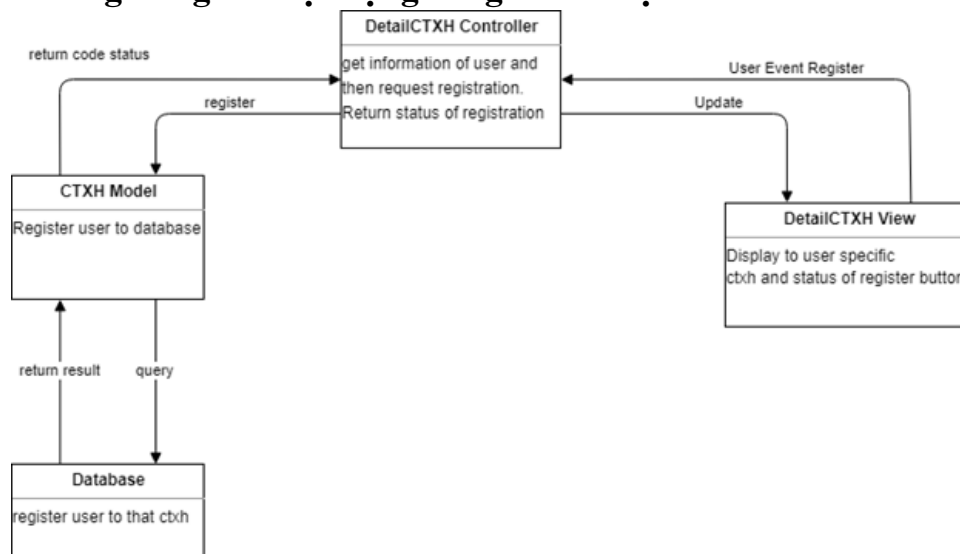 DetailCTXH Controller
get information of user and
then request registration.
Return status of registration
return code status
register
User Event Register
Update
CTXH Model
Register user to database
DetailCTXH View
Display to user specific
ctxh and status of register button
return result
query
Database
register user to that ctxh